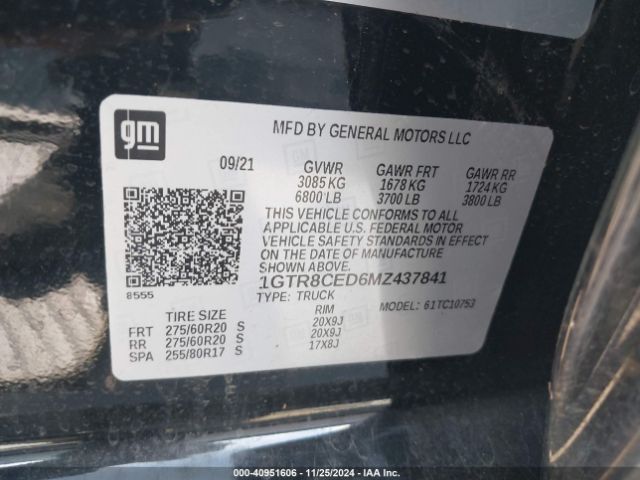 gm
MFD BY GENERAL MOTORS LLC
09/21 GVWR GAWR FRT GAWR RR
3085 KG 1678 KG 1724 KG
6800 LB 3700 LB 3800 LB
THIS VEHICLE CONFORMS TO ALL
APPLICABLE U.S. FEDERAL MOTOR
VEHICLE SAFETY STANDARDS IN EFFECT
ON THE DATE OF MANUFACTURE
SHOWN ABOVE.
8555
1GTR8CED6MZ437841
TYPE: TRUCK MODEL: 61TC10753
TIRE SIZE RIM
FRT 275/60R20 S 20X9J
RR 275/60R20 S 20X9J
SPA 255/80R17 S 17X8J
000-40951606 - 11/25/2024 - IAA Inc.